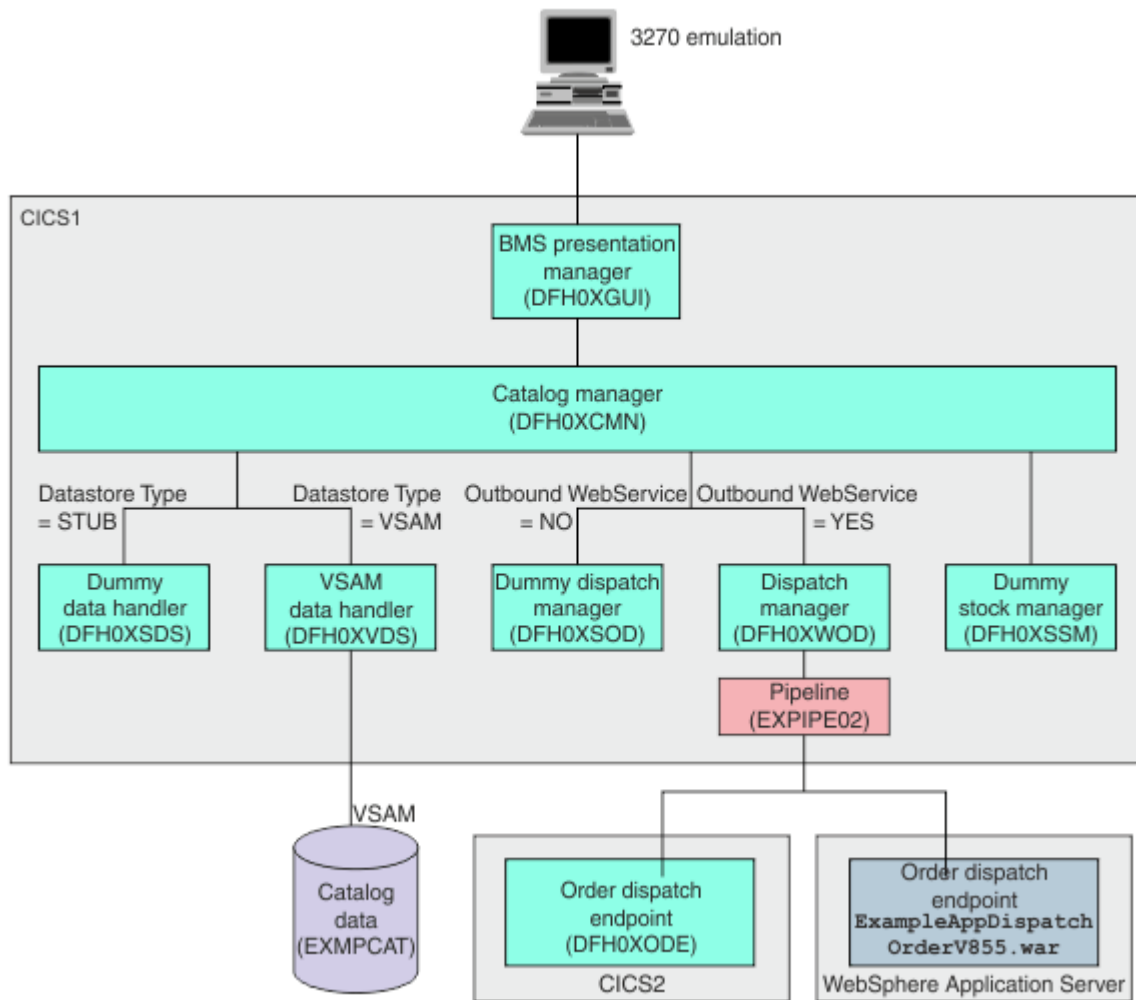 3270 emulation
CICS1
BMS presentation
manager
(DFH0XGUI)
Catalog manager
(DFH0XCMN)
Datastore Type
= STUB
Datastore Type
= VSAM
Outbound WebService
= NO
Outbound WebService
= YES
Dummy
data handler
(DFH0XSDS)
VSAM
data handler
(DFH0XVDS)
Dummy dispatch
manager
(DFH0XSOD)
Dispatch
manager
(DFH0XWOD)
Dummy
stock manager
(DFH0XSSM)
Pipeline
(EXPIPE02)
VSAM
Catalog
data
(EXMPCAT)
Order dispatch
endpoint
(DFH0XODE)
CICS2
Order dispatch
endpoint
ExampleAppDispatch
OrderV855.war
WebSphere Application Server